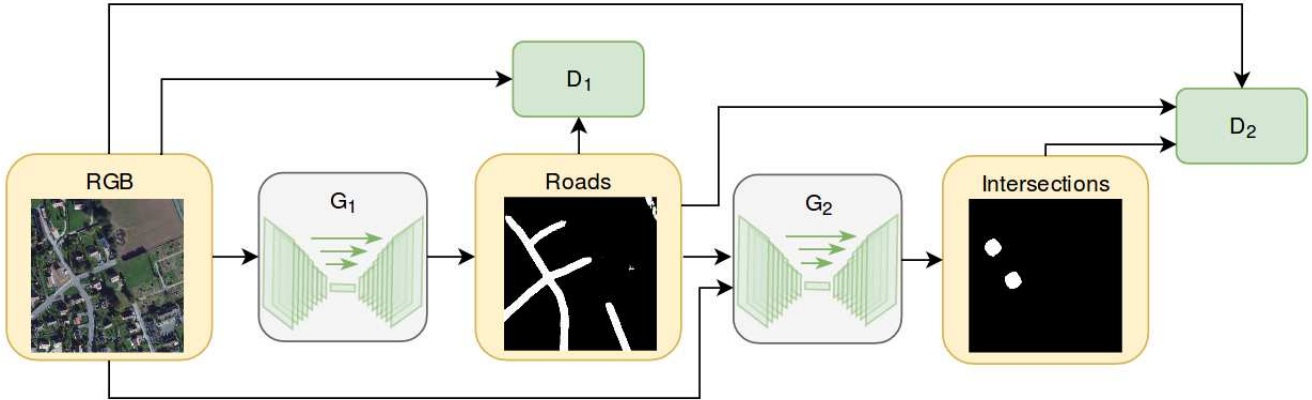 D₁
D₂
RGB
G₁
Roads
G₂
Intersections